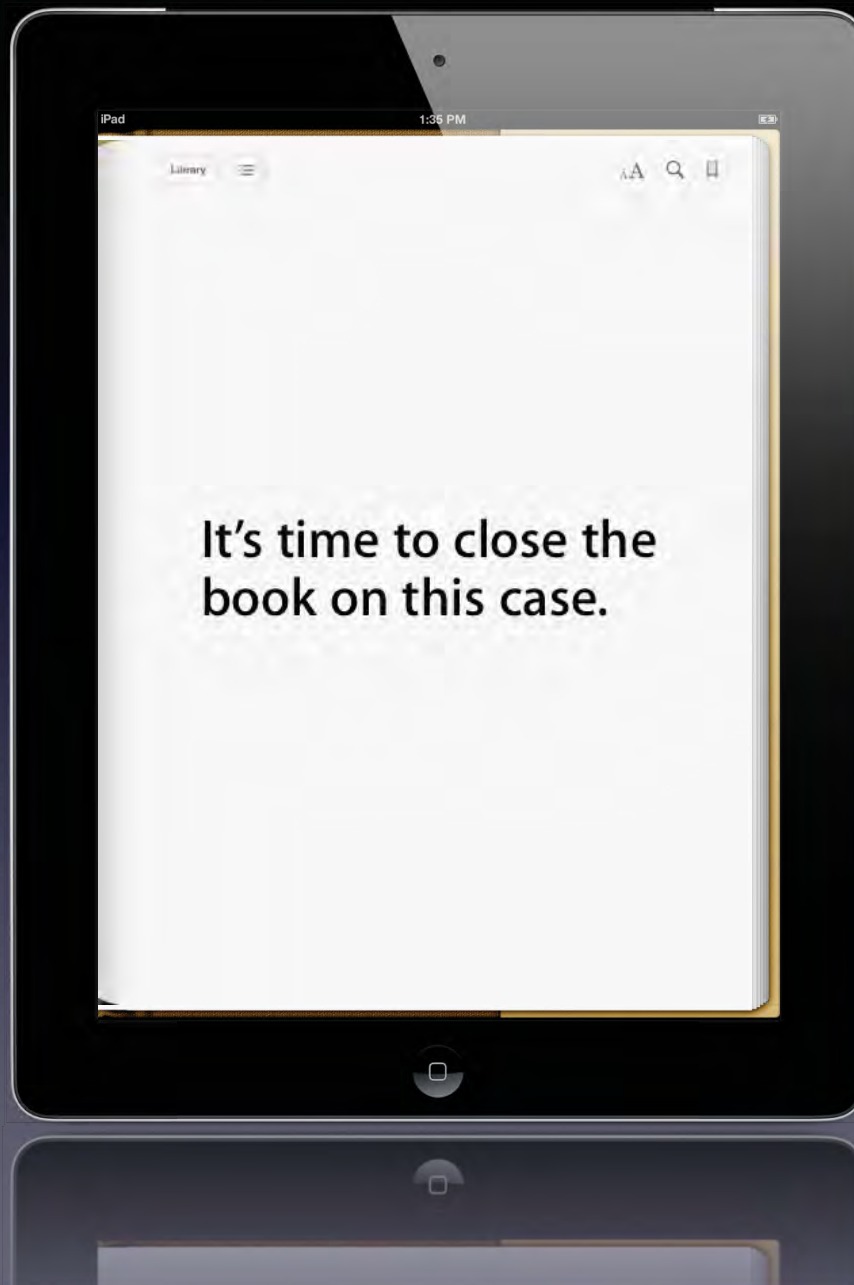 iPad
1:35 PM
Library
AA
It’s time to close the
book on this case.